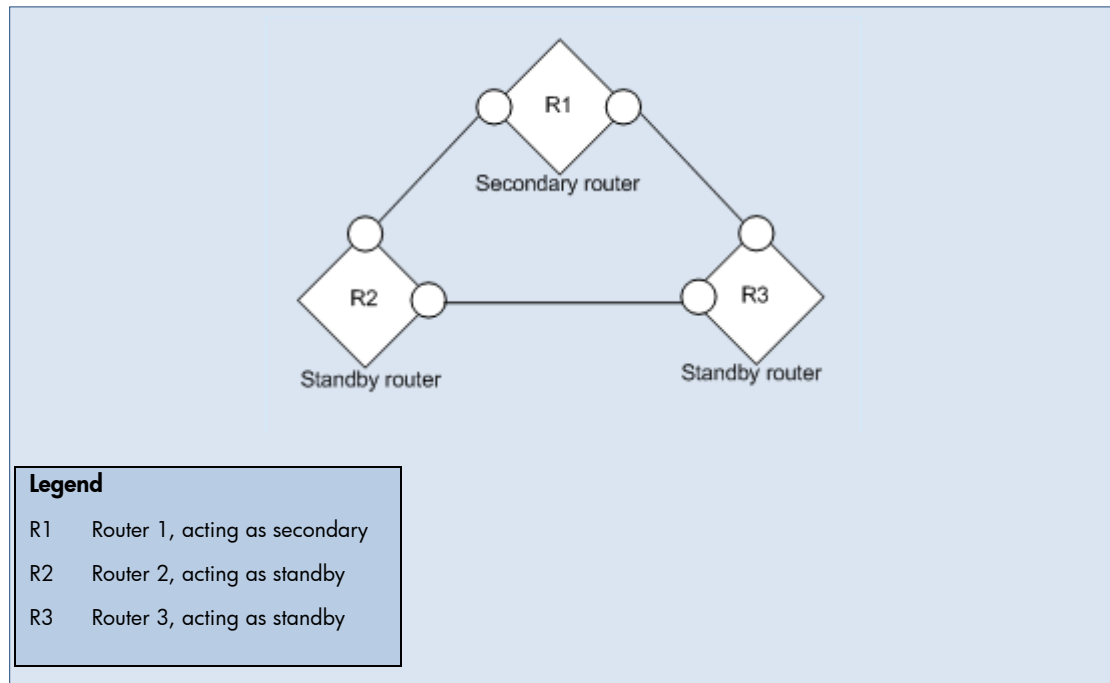 R1
Secondary router
R2
R3
Standby router
Standby router
Legend
R1 Router 1, acting as secondary
R2 Router 2, acting as standby
R3 Router 3, acting as standby